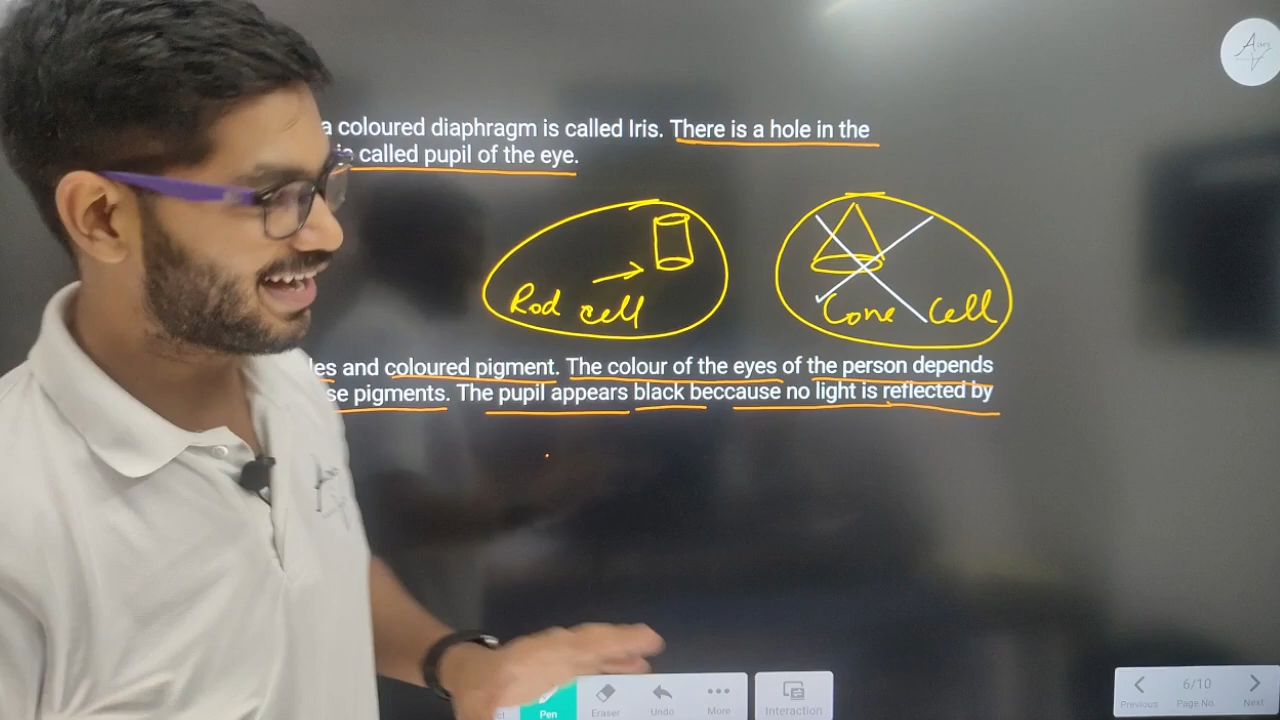 a coloured diaphragm is called Iris. There is a hole in the
is called pupil of the eye.
Rod cell
Cone Cell
les and coloured pigment. The colour of the eyes of the person depends
se pigments. The pupil appears black beccause no light is reflected by
Pen
Eraser
Undo
More
Interaction
Previous
6/10
Page No.
Next